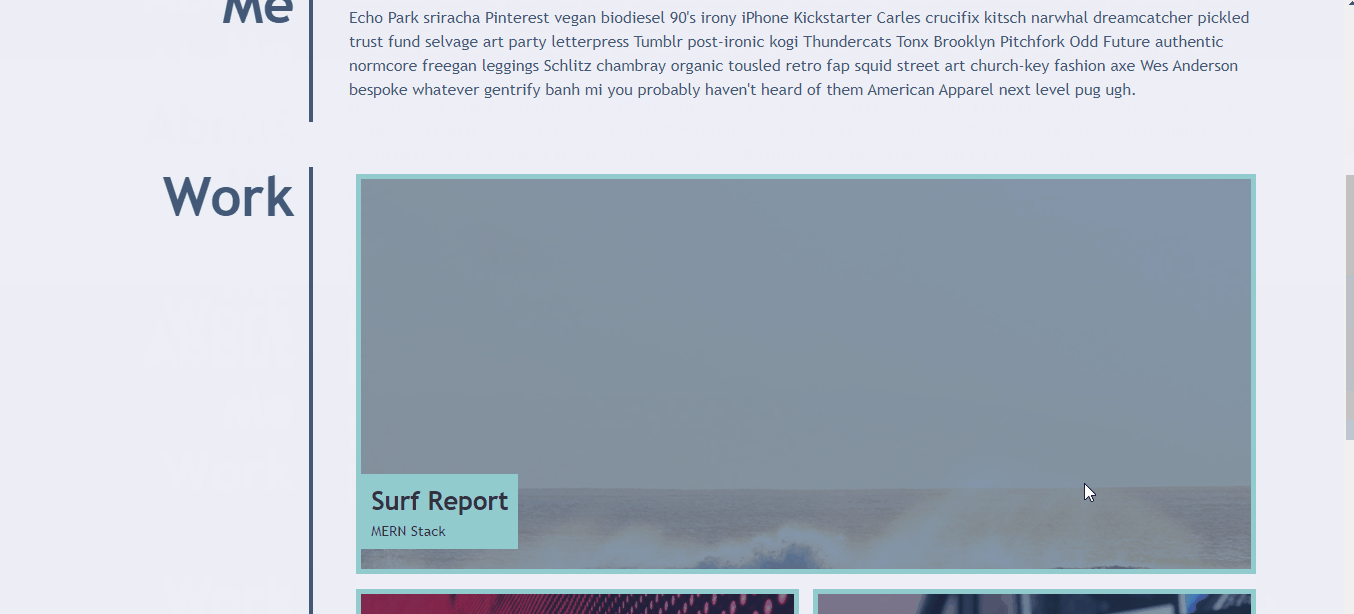 Me
Echo Park sriracha Pinterest vegan biodiesel 90's irony iPhone Kickstarter Carles crucifix kitsch narwhal dreamcatcher pickled
trust fund selvage art party letterpress Tumblr post-ironic kogi Thundercats Tonx Brooklyn Pitchfork Odd Future authentic
normcore freegan leggings Schlitz chambray organic tousled retro fap squid street art church-key fashion axe Wes Anderson
bespoke whatever gentrify banh mi you probably haven't heard of them American Apparel next level pug ugh.
Work
Surf Report
MERN Stack